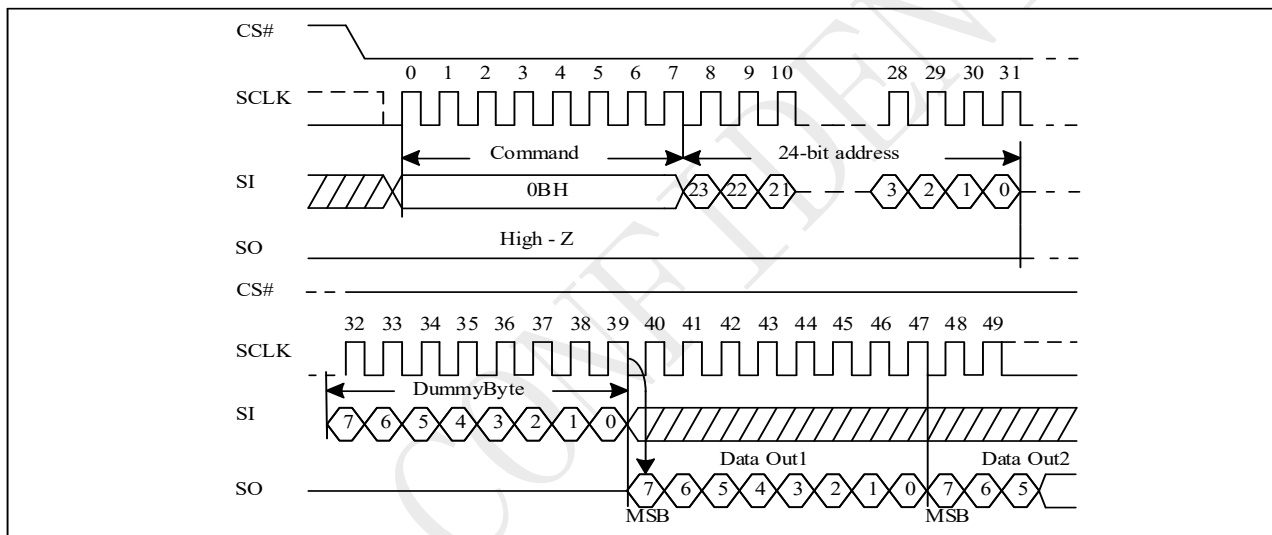 CS#
0 1 2 3 4 5 6 7 8 9 10 28 29 30 31
SCLK
Command 24-bit address
SI 0BH 23 22 21 3 2 1 0
High - Z
SO
CS#
32 33 34 35 36 37 38 39 40 41 42 43 44 45 46 47 48 49
SCLK
DummyByte
SI 7 6 5 4 3 2 1 0
Data Out1 Data Out2
SO 7 6 5 4 3 2 1 0 7 6 5
MSB MSB